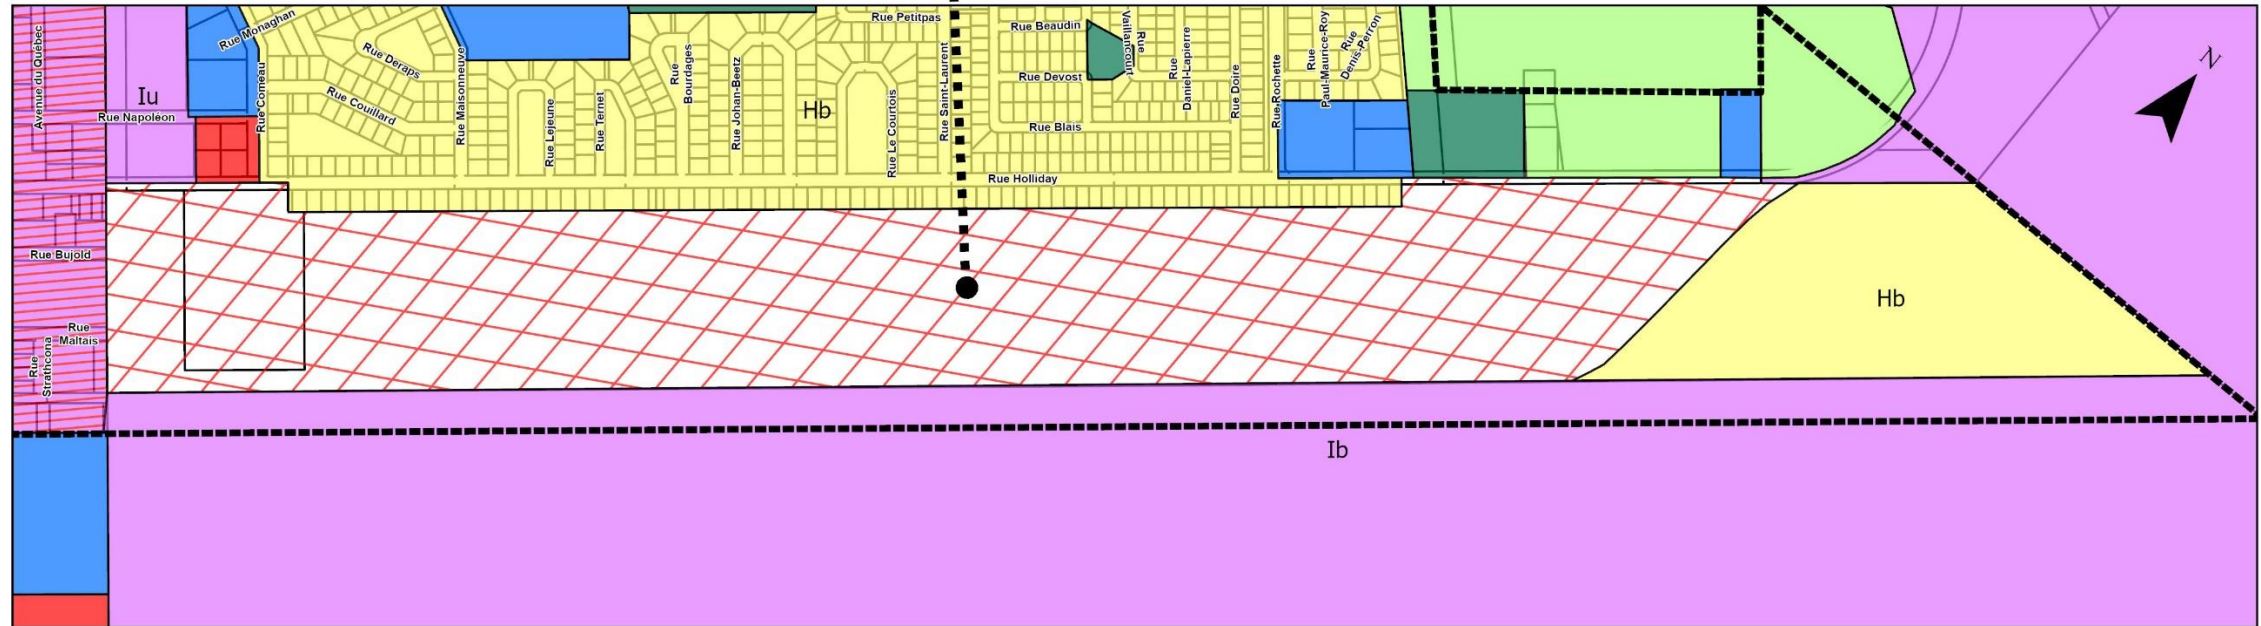 Avenue du Québec
Iu
Rue Napoléon
Rue Monaghan
Rue Comeau
Rue Deraps
Rue Couillard
Rue Maisonneuve
Rue Lejeune
Rue Ternet
Rue
Bourdages
Rue Johan-Beetz
Hb
Rue Petitpas
Rue Le Courtois
Rue Saint-Laurent
Rue Beaudin
Rue Devost
Rue Blais
Rue Holliday
Rue
Vaillancourt
Rue
Daniel-Lapierre
Rue Doire
Rue Rochette
Rue
Paul-Maurice-Roy
Rue
Denis-Perron
N
Rue Bujold
Rue
Maltais
Rue
Strathcona
Hb
Ib